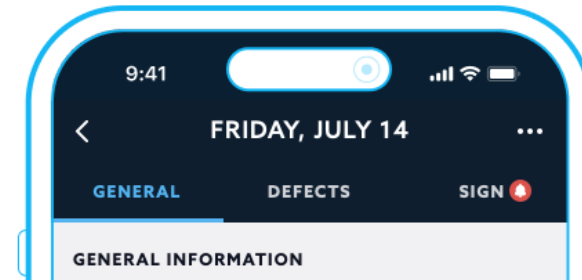 9:41
FRIDAY, JULY 14
GENERAL DEFECTS SIGN
GENERAL INFORMATION